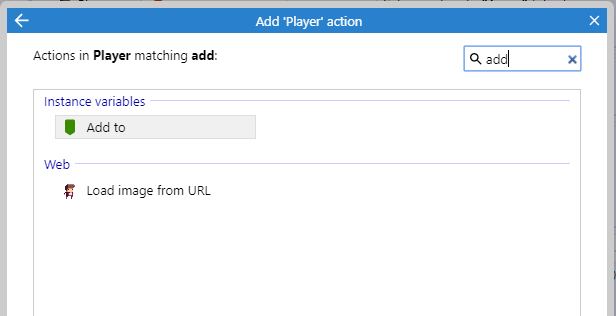 Add 'Player' action
Actions in Player matching add:
add
Instance variables
Add to
Web
Load image from URL